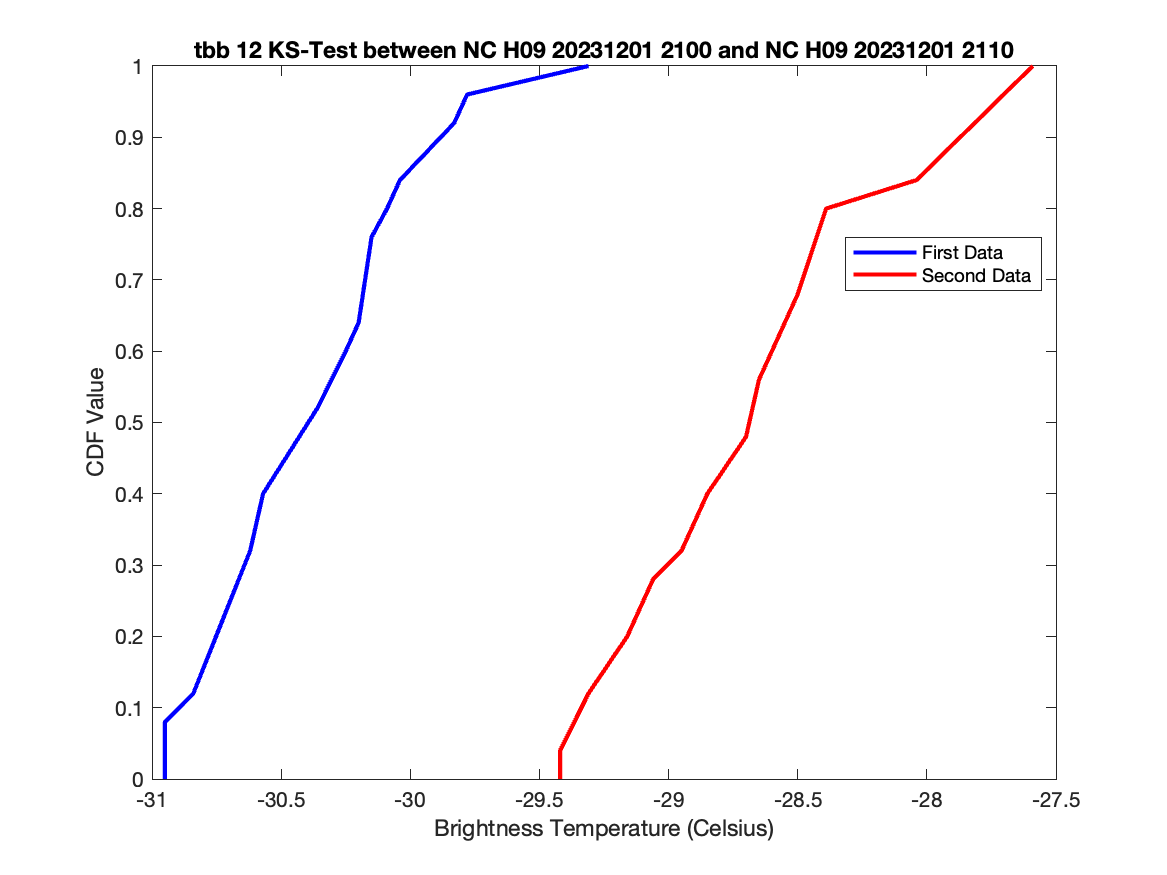 tbb 12 KS-Test between NC H09 20231201 2100 and NC H09 20231201 2110
1
0.9
0.8
0.7
0.6
0.5
0.4
0.3
0.2
0.1
0
CDF Value
First Data
Second Data
-31 -30.5 -30 -29.5 -29 -28.5 -28 -27.5
Brightness Temperature (Celsius)